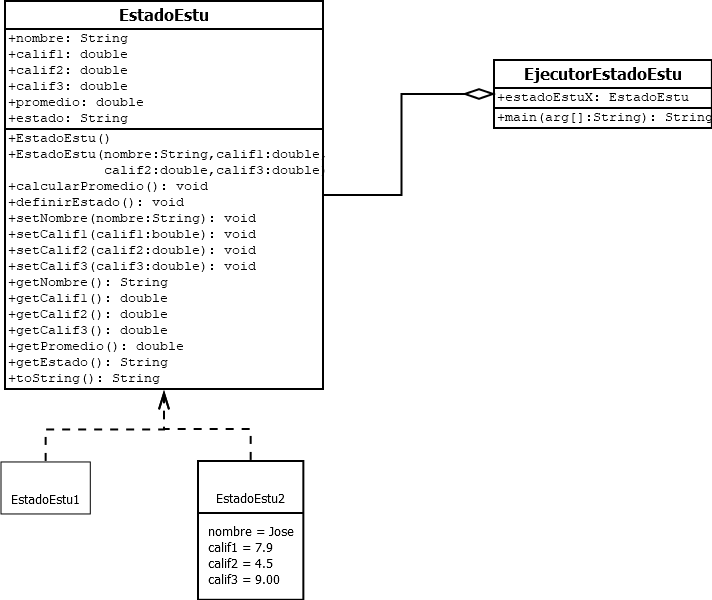 EstadoEstu
+nombre: String
+calif1: double
+calif2: double
+calif3: double
+promedio: double
+estado: String
+EstadoEstu()
+EstadoEstu(nombre:String,calif1:double,
calif2:double,calif3:double)
+calcularPromedio(): void
+definirEstado(): void
+setNombre(nombre:String): void
+setCalif1(calif1:bouble): void
+setCalif2(calif2:double): void
+setCalif3(calif3:double): void
+getNombre(): String
+getCalif1(): double
+getCalif2(): double
+getCalif3(): double
+getPromedio(): double
+getEstado(): String
+toString(): String
EjecutorEstadoEstu
+estadoEstuX: EstadoEstu
+main(arg[]:String): String
EstadoEstu1
EstadoEstu2
nombre = Jose
calif1 = 7.9
calif2 = 4.5
calif3 = 9.00